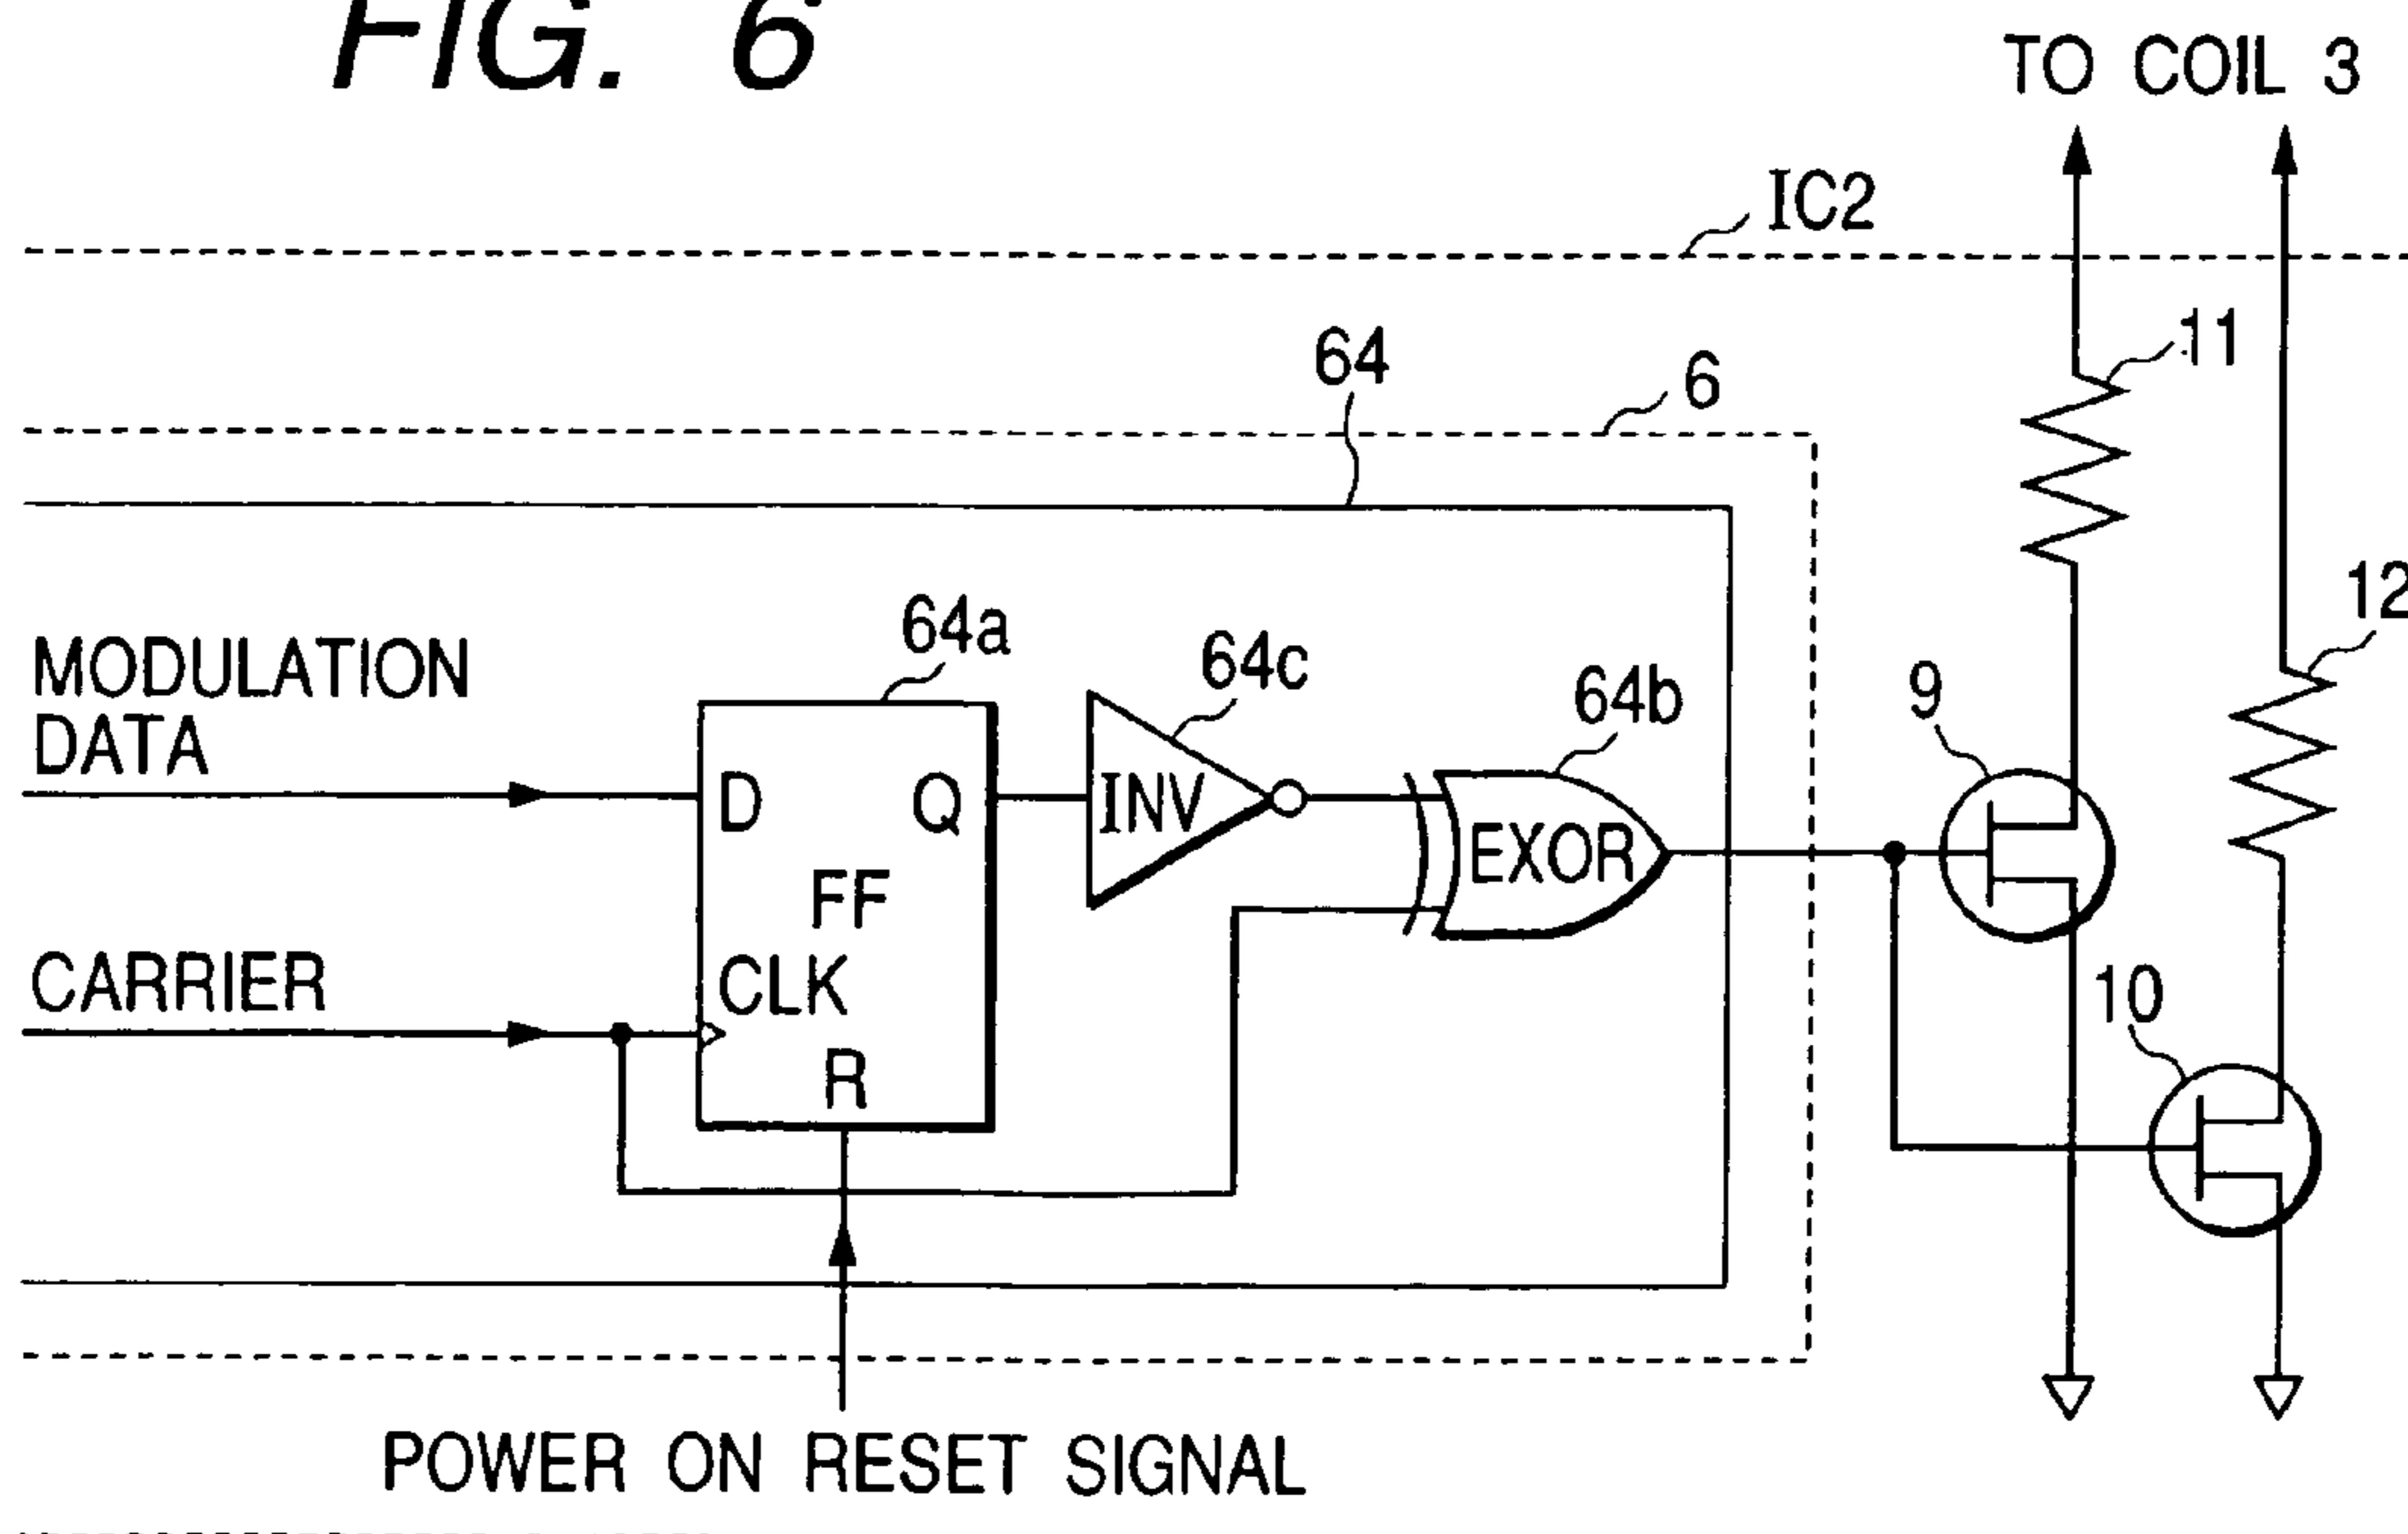 FIG. 6
TO COIL 3
IC2
11
64
6
12
64a
64c
64b
9
MODULATION
DATA
D
Q
INV
EXOR
FF
CARRIER
CLK
10
R
POWER ON RESET SIGNAL